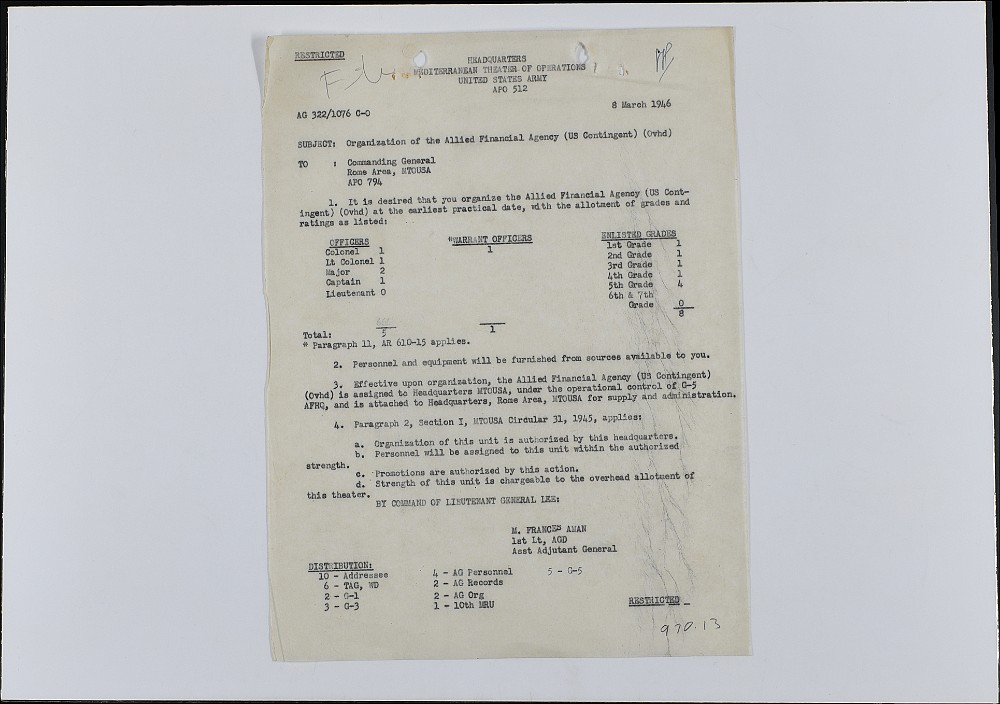 RESTRICTED
HEADQUARTERS
MEDITERRANEAN THEATER OF OPERATIONS
UNITED STATES ARMY
APO 512
AG 322/1076 C-O
8 March 1946
SUBJECT: Organization of the Allied Financial Agency (US Contingent) (Ovhd)
TO : Commanding General
Rome Area, MTOUSA
APO 794
1. It is desired that you organize the Allied Financial Agency (US Cont-
ingent) (Ovhd) at the earliest practical date, with the allotment of grades and
ratings as listed:
OFFICERS *WARRANT OFFICERS ENLISTED GRADES
Colonel 1 1 1st Grade 1
Lt Colonel 1 2nd Grade 1
Major 2 3rd Grade 1
Captain 1 4th Grade 1
Lieutenant 0 5th Grade 4
6th & 7th
Grade 0
8
Total: 5 1
* Paragraph 11, AR 610-15 applies.
2. Personnel and equipment will be furnished from sources available to you.
3. Effective upon organization, the Allied Financial Agency (US Contingent)
(Ovhd) is assigned to Headquarters MTOUSA, under the operational control of G-5
AFHQ, and is attached to Headquarters, Rome Area, MTOUSA for supply and administration.
4. Paragraph 2, Section I, MTOUSA Circular 31, 1945, applies:
a. Organization of this unit is authorized by this headquarters.
b. Personnel will be assigned to this unit within the authorized
strength.
c. Promotions are authorized by this action.
d. Strength of this unit is chargeable to the overhead allotment of
this theater.
BY COMMAND OF LIEUTENANT GENERAL LEE:
M. FRANCES AMAN
1st Lt, AGD
Asst Adjutant General
DISTRIBUTION:
10 - Addressee 4 - AG Personnel 5 - G-5
6 - TAG, WD 2 - AG Records
2 - G-1 2 - AG Org
3 - G-3 1 - 10th MRU
RESTRICTED
970.13